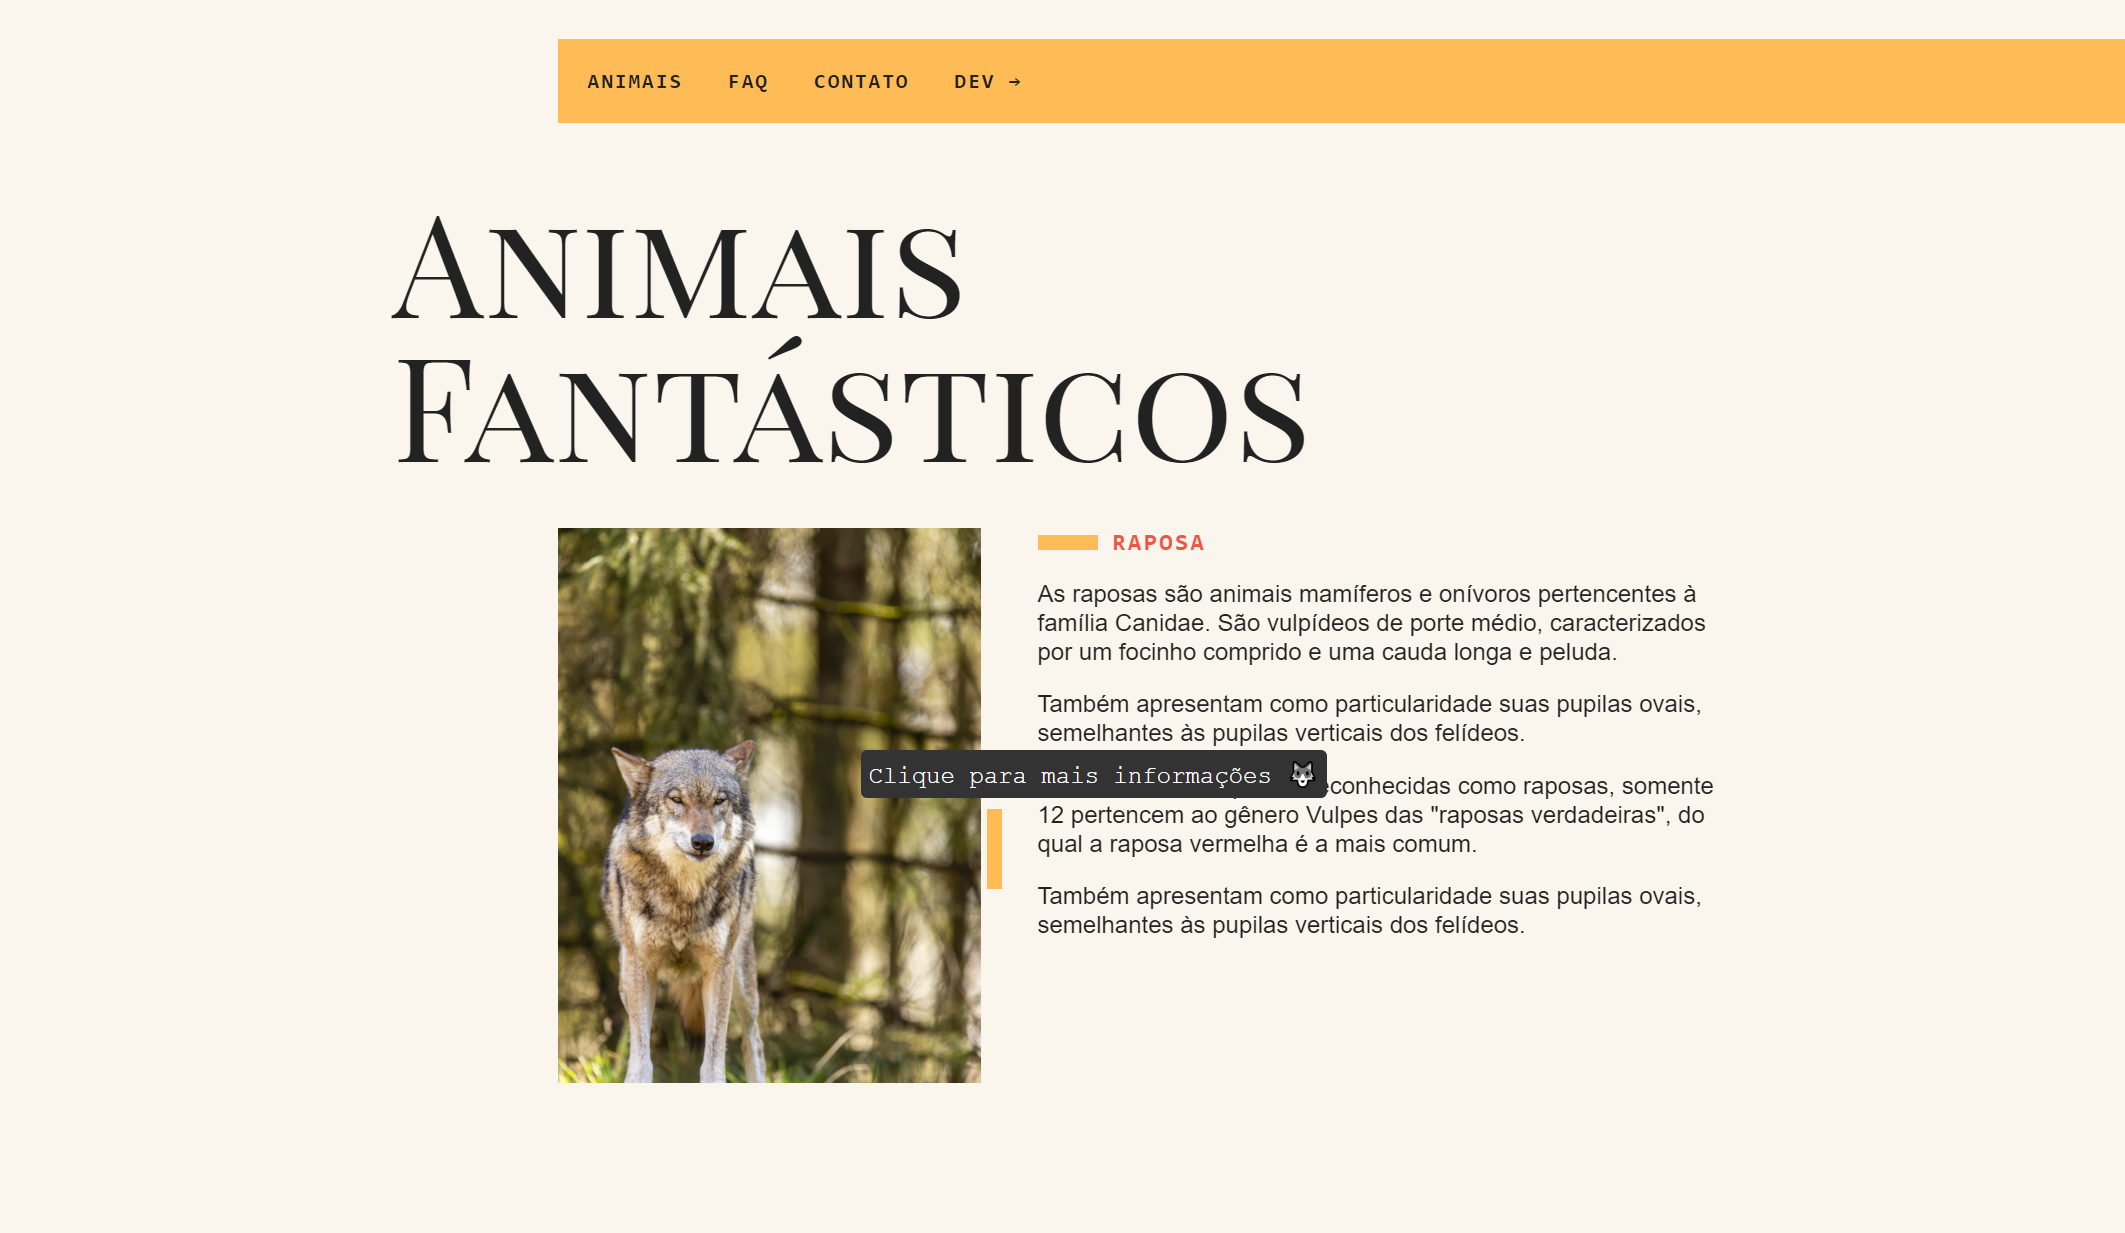 ANIMAIS FAQ CONTATO DEV →
ANIMAIS
FANTÁSTICOS
RAPOSA
As raposas são animais mamíferos e onívoros pertencentes à
família Canidae. São vulpídeos de porte médio, caracterizados
por um focinho comprido e uma cauda longa e peluda.
Também apresentam como particularidade suas pupilas ovais,
semelhantes às pupilas verticais dos felídeos.
Clique para mais informações 🐺
como raposas, somente
12 pertencem ao gênero Vulpes das "raposas verdadeiras", do
qual a raposa vermelha é a mais comum.
Também apresentam como particularidade suas pupilas ovais,
semelhantes às pupilas verticais dos felídeos.